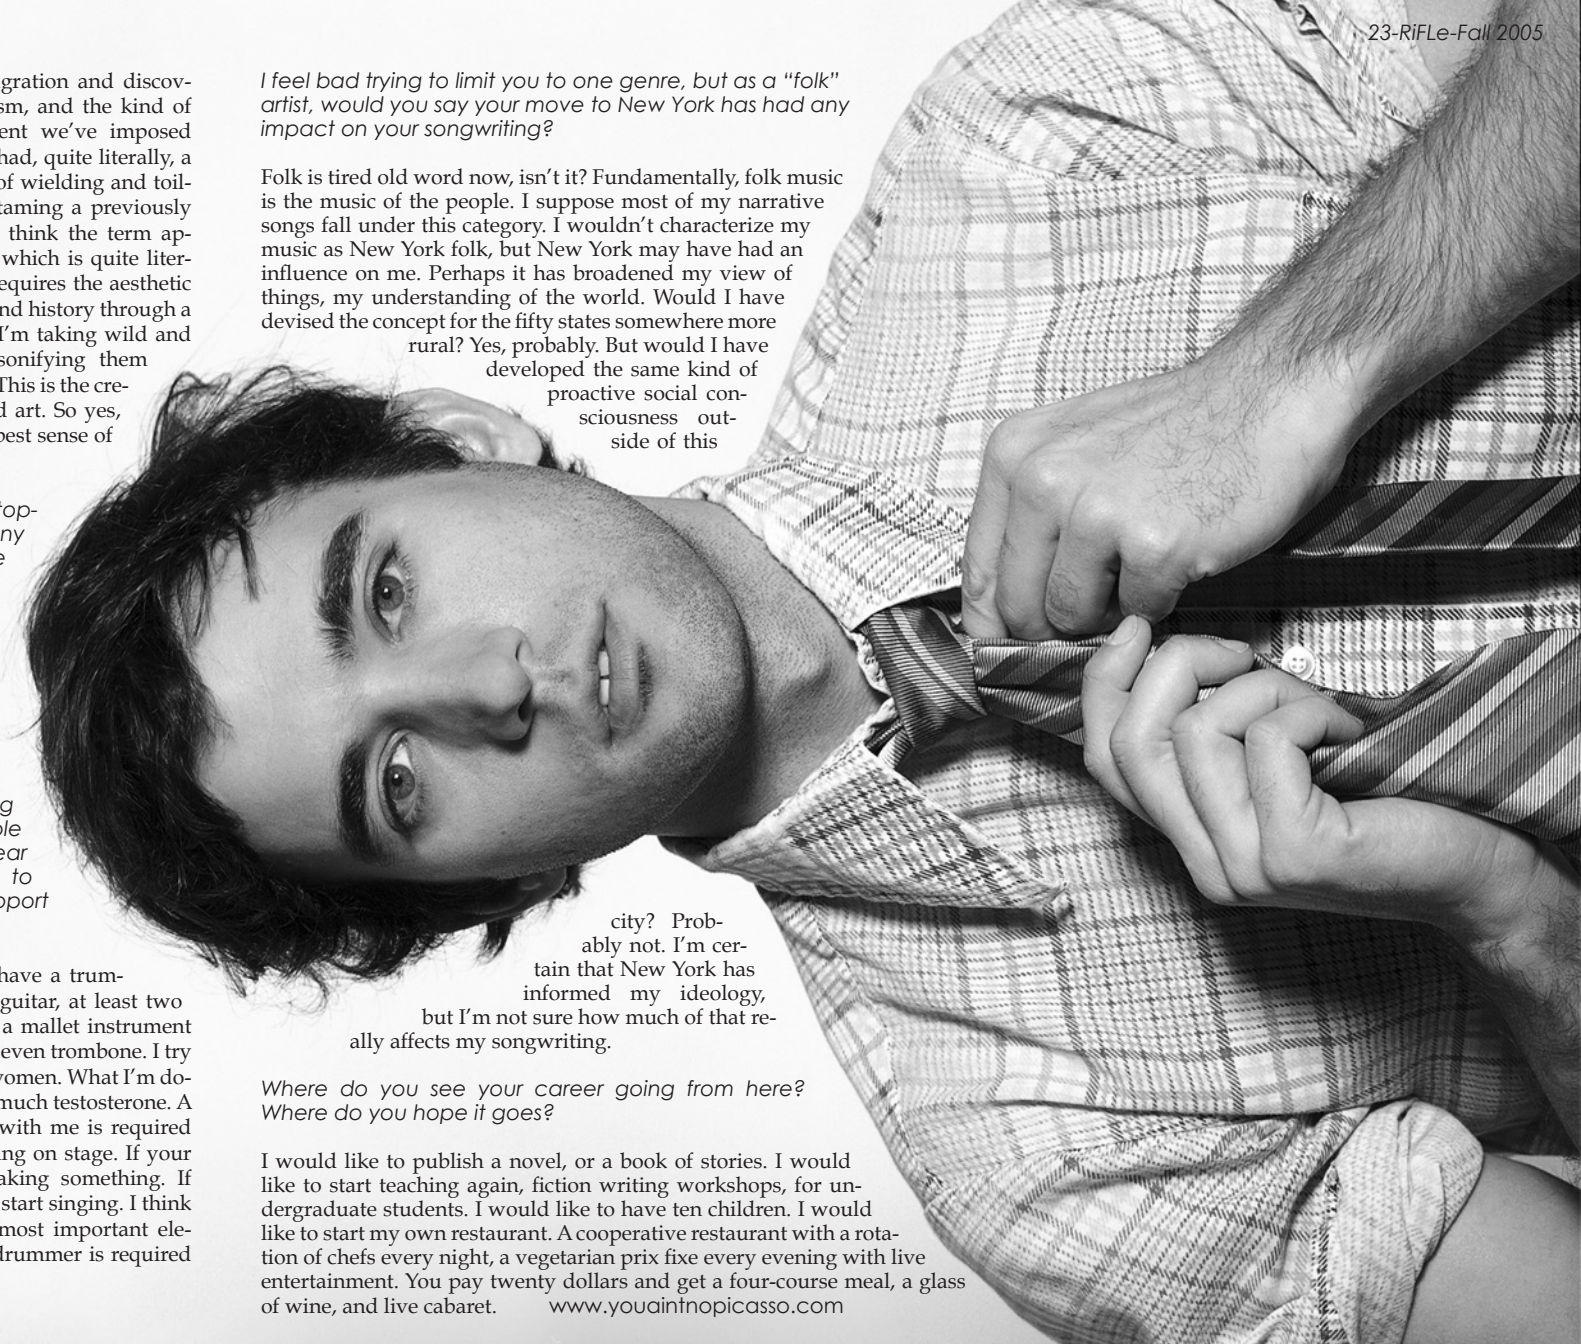 23-RiFLe-Fall 2005
gration and discov-
sm, and the kind of
ent we’ve imposed
had, quite literally, a
of wielding and toil-
taming a previously
think the term ap-
which is quite liter-
equires the aesthetic
nd history through a
I’m taking wild and
sonifying them
This is the cre-
d art. So yes,
best sense of
top-
ny
e
g
ole
ear
to
pport
have a trum-
guitar, at least two
a mallet instrument
even trombone. I try
women. What I’m do-
much testosterone. A
with me is required
ng on stage. If your
aking something. If
start singing. I think
most important ele-
drummer is required
I feel bad trying to limit you to one genre, but as a “folk”
artist, would you say your move to New York has had any
impact on your songwriting?
Folk is tired old word now, isn’t it? Fundamentally, folk music
is the music of the people. I suppose most of my narrative
songs fall under this category. I wouldn’t characterize my
music as New York folk, but New York may have had an
influence on me. Perhaps it has broadened my view of
things, my understanding of the world. Would I have
devised the concept for the fifty states somewhere more
rural? Yes, probably. But would I have
developed the same kind of
proactive social con-
sciousness out-
side of this
city? Prob-
ably not. I’m cer-
tain that New York has
informed my ideology,
but I’m not sure how much of that re-
ally affects my songwriting.
Where do you see your career going from here?
Where do you hope it goes?
I would like to publish a novel, or a book of stories. I would
like to start teaching again, fiction writing workshops, for un-
dergraduate students. I would like to have ten children. I would
like to start my own restaurant. A cooperative restaurant with a rota-
tion of chefs every night, a vegetarian prix fixe every evening with live
entertainment. You pay twenty dollars and get a four-course meal, a glass
of wine, and live cabaret. www.youaintnopicasso.com